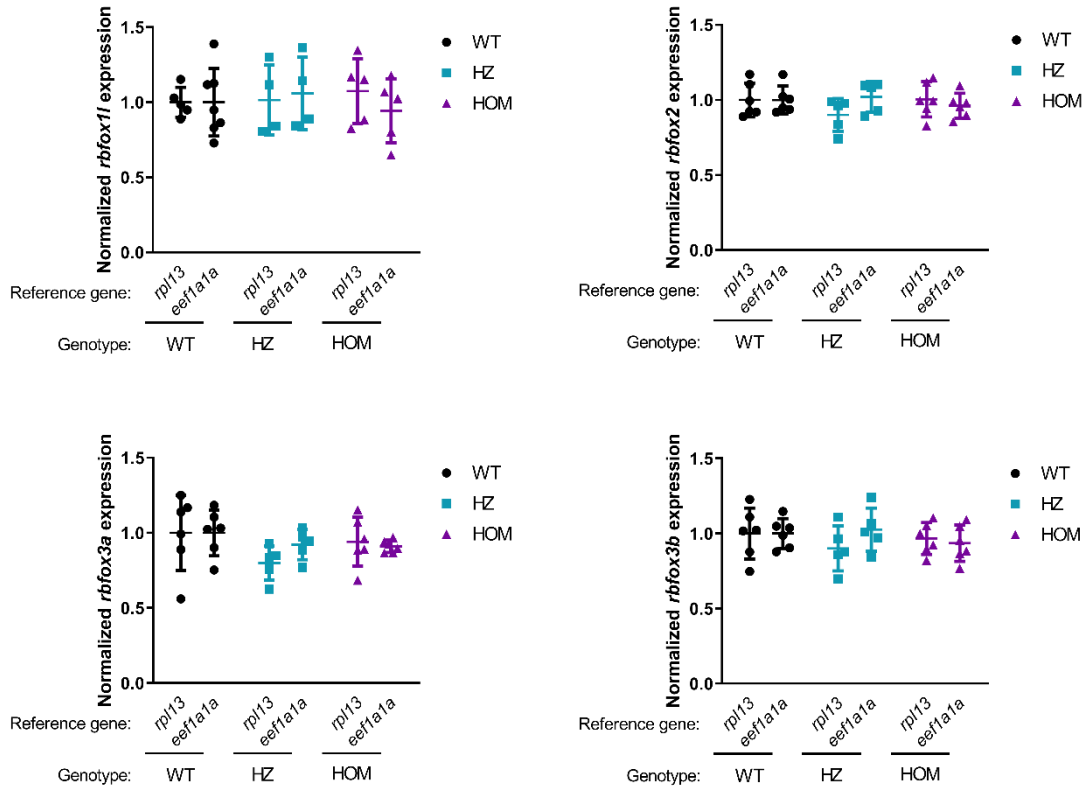 Normalized rbfox1l expression
1.5
1.0
0.5
0.0
WT
HZ
HOM
Reference gene: rpl13 eef1a1a rpl13 eef1a1a rpl13 eef1a1a
Genotype: WT HZ HOM
Normalized rbfox2 expression
1.5
1.0
0.5
0.0
WT
HZ
HOM
Reference gene: rpl13 eef1a1a rpl13 eef1a1a rpl13 eef1a1a
Genotype: WT HZ HOM
Normalized rbfox3a expression
1.5
1.0
0.5
0.0
WT
HZ
HOM
Reference gene: rpl13 eef1a1a rpl13 eef1a1a rpl13 eef1a1a
Genotype: WT HZ HOM
Normalized rbfox3b expression
1.5
1.0
0.5
0.0
WT
HZ
HOM
Reference gene: rpl13 eef1a1a rpl13 eef1a1a rpl13 eef1a1a
Genotype: WT HZ HOM